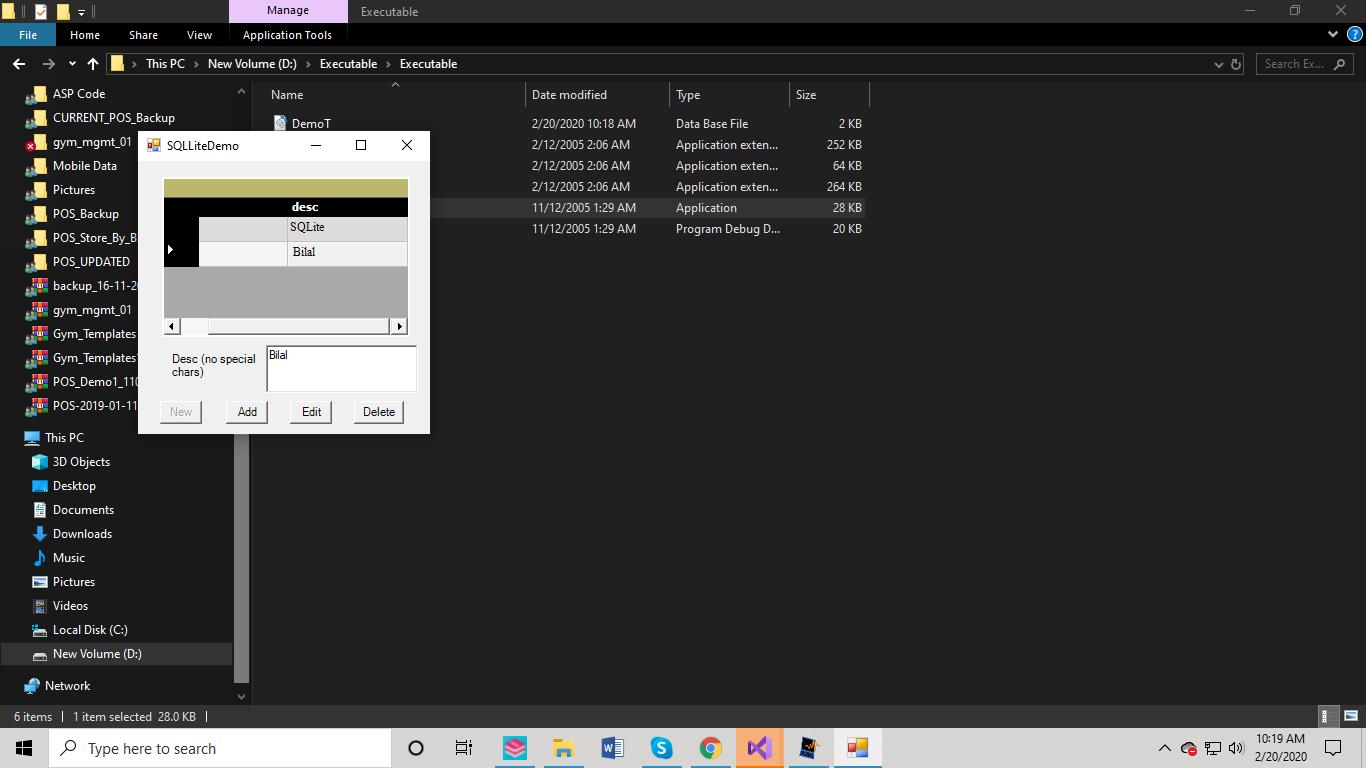 Manage
Executable
File
Home
Share
View
Application Tools
This PC
New Volume (D:)
Executable
Executable
Search Ex...
ASP Code
CURRENT_POS_Backup
gym_mgmt_01
Mobile Data
Pictures
POS_Backup
POS_Store_By_B
POS_UPDATED
backup_16-11-20
gym_mgmt_01
Gym_Templates
Gym_Templates
POS_Demo1_110
POS-2019-01-11
This PC
3D Objects
Desktop
Documents
Downloads
Music
Pictures
Videos
Local Disk (C:)
New Volume (D:)
Network
Name Date modified Type Size
DemoT 2/20/2020 10:18 AM Data Base File 2 KB
2/12/2005 2:06 AM Application exten... 252 KB
2/12/2005 2:06 AM Application exten... 64 KB
2/12/2005 2:06 AM Application exten... 264 KB
11/12/2005 1:29 AM Application 28 KB
11/12/2005 1:29 AM Program Debug D... 20 KB
SQLLiteDemo
desc
SQLite
Bilal
Desc (no special
chars)
Bilal
New
Add
Edit
Delete
6 items
1 item selected 28.0 KB
Type here to search
10:19 AM
2/20/2020